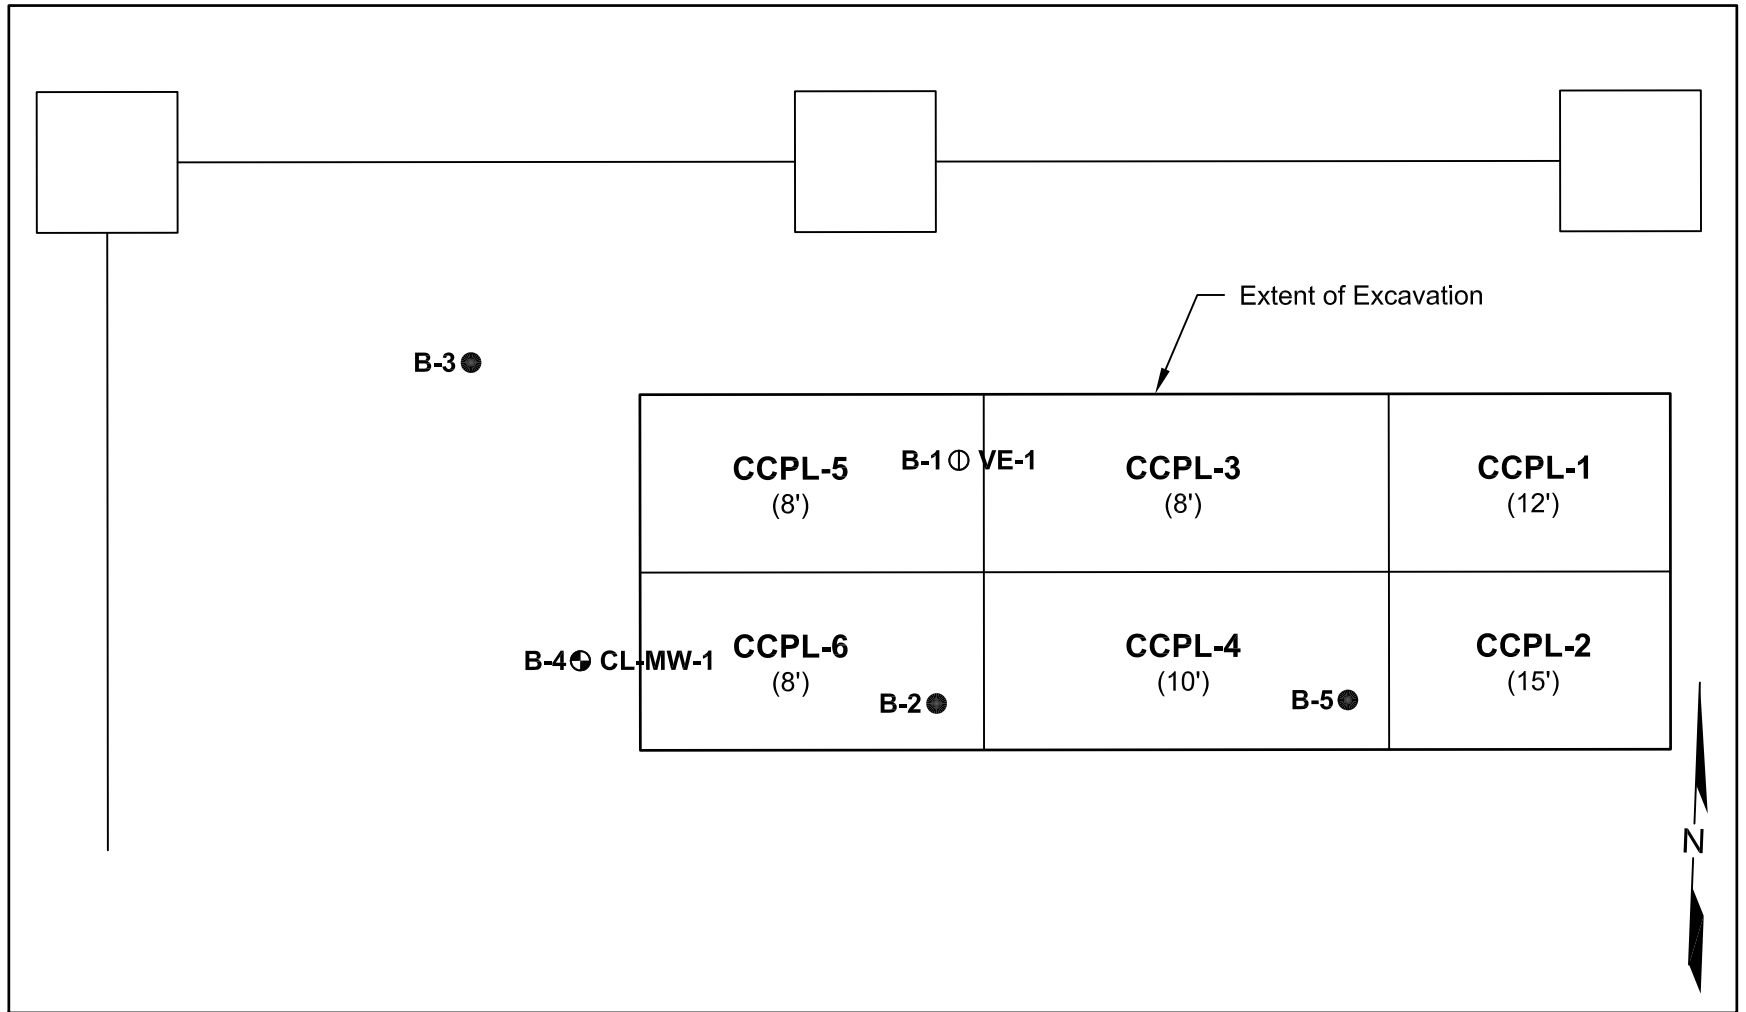 Extent of Excavation
B-3
CCPL-5
(8')
B-1 VE-1
CCPL-3
(8')
CCPL-1
(12')
B-4 CL-MW-1
CCPL-6
(8')
B-2
CCPL-4
(10')
B-5
CCPL-2
(15')
N